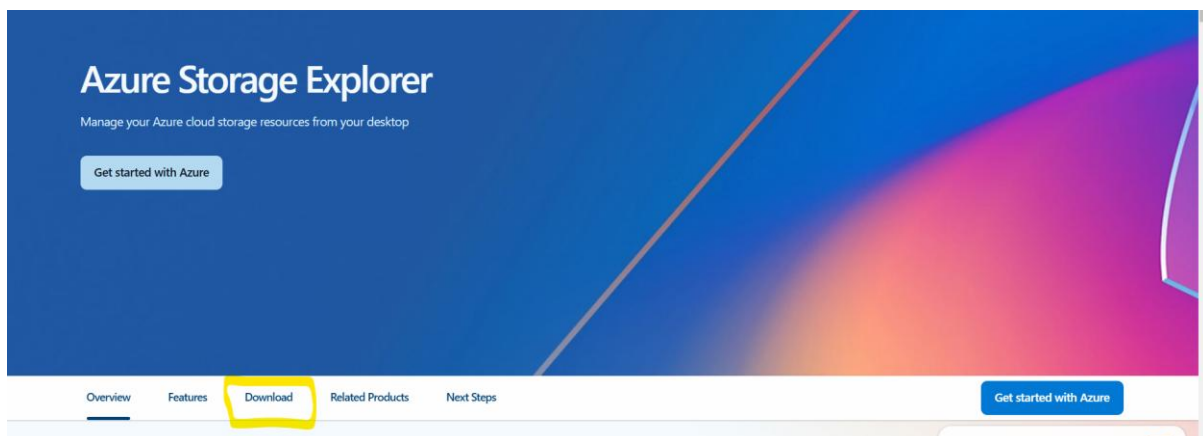 Azure Storage Explorer
Manage your Azure cloud storage resources from your desktop
Get started with Azure
Overview Features Download Related Products Next Steps Get started with Azure